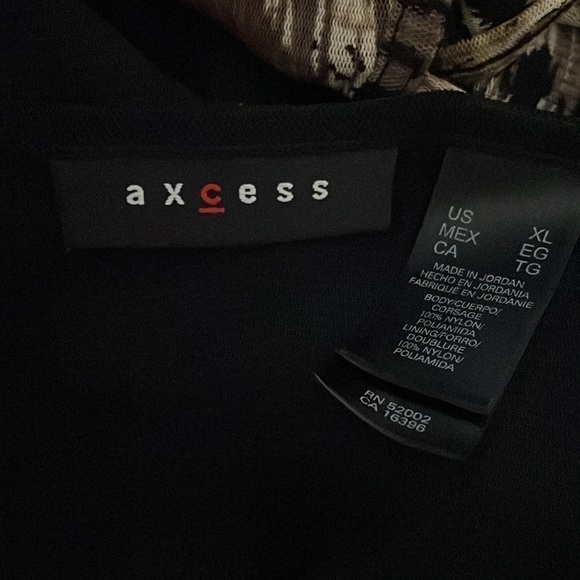 axcess
US XL
MEX EG
CA TG
MADE IN JORDAN
HECHO EN JORDANIA
FABRIQUE EN JORDANIE
BODY/CUERPO/
CORSAGE
100% NYLON/
POLIAMIDA
LINING/FORRO/
DOUBLURE
100% NYLON/
POLIAMIDA
RN 52002
CA 16396